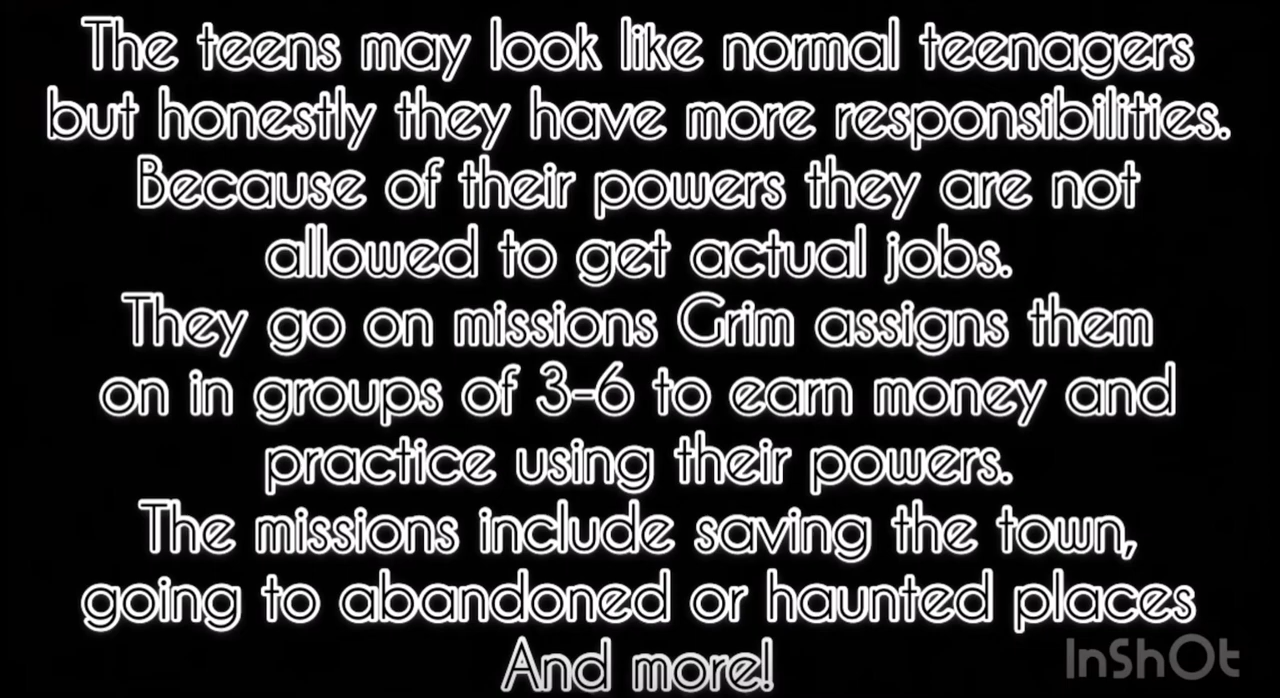 The teens may look like normal teenagers
but honestly they have more responsibilities.
Because of their powers they are not
allowed to get actual jobs.
They go on missions Grim assigns them
on in groups of 3-6 to earn money and
practice using their powers.
The missions include saving the town,
going to abandoned or haunted places
And more!
InShOt